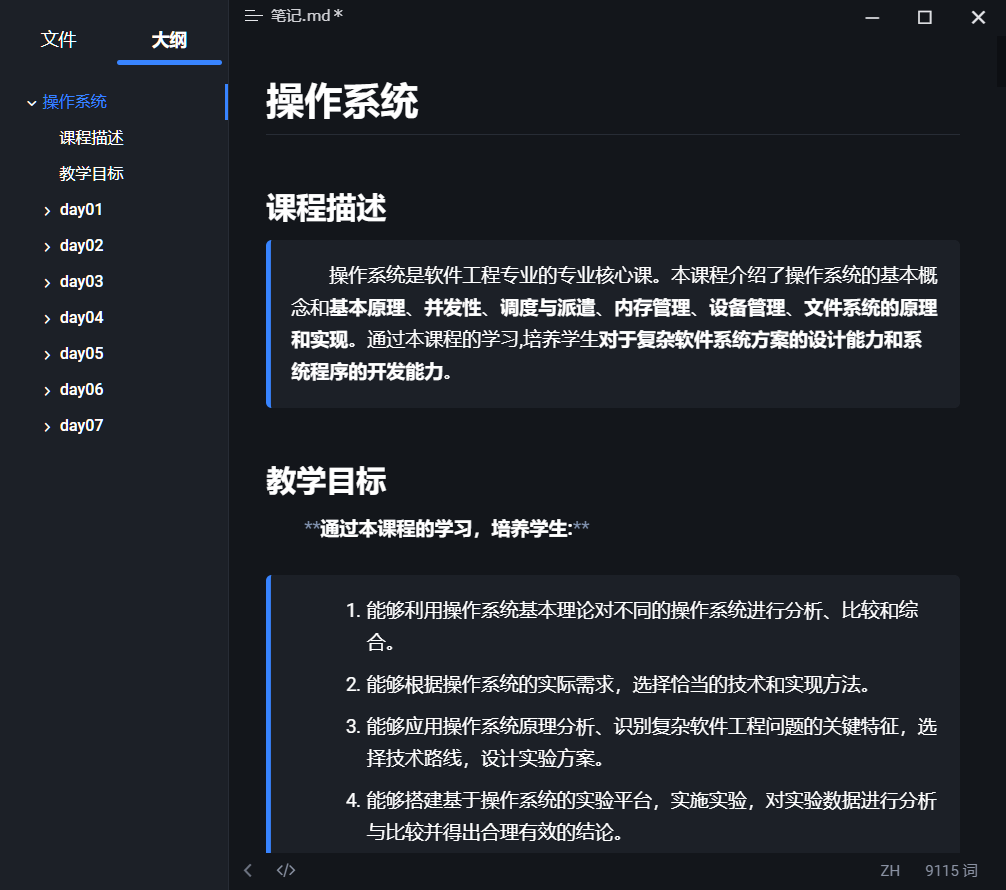 文件 大纲
操作系统
课程描述
教学目标
day01
day02
day03
day04
day05
day06
day07
笔记.md*
操作系统
课程描述
操作系统是软件工程专业的专业核心课。本课程介绍了操作系统的基本概
念和基本原理、并发性、调度与派遣、内存管理、设备管理、文件系统的原理
和实现。通过本课程的学习,培养学生对于复杂软件系统方案的设计能力和系
统程序的开发能力。
教学目标
**通过本课程的学习，培养学生:**
1. 能够利用操作系统基本理论对不同的操作系统进行分析、比较和综
合。
2. 能够根据操作系统的实际需求，选择恰当的技术和实现方法。
3. 能够应用操作系统原理分析、识别复杂软件工程问题的关键特征，选
择技术路线，设计实验方案。
4. 能够搭建基于操作系统的实验平台，实施实验，对实验数据进行分析
与比较并得出合理有效的结论。
</> ZH 9115 词